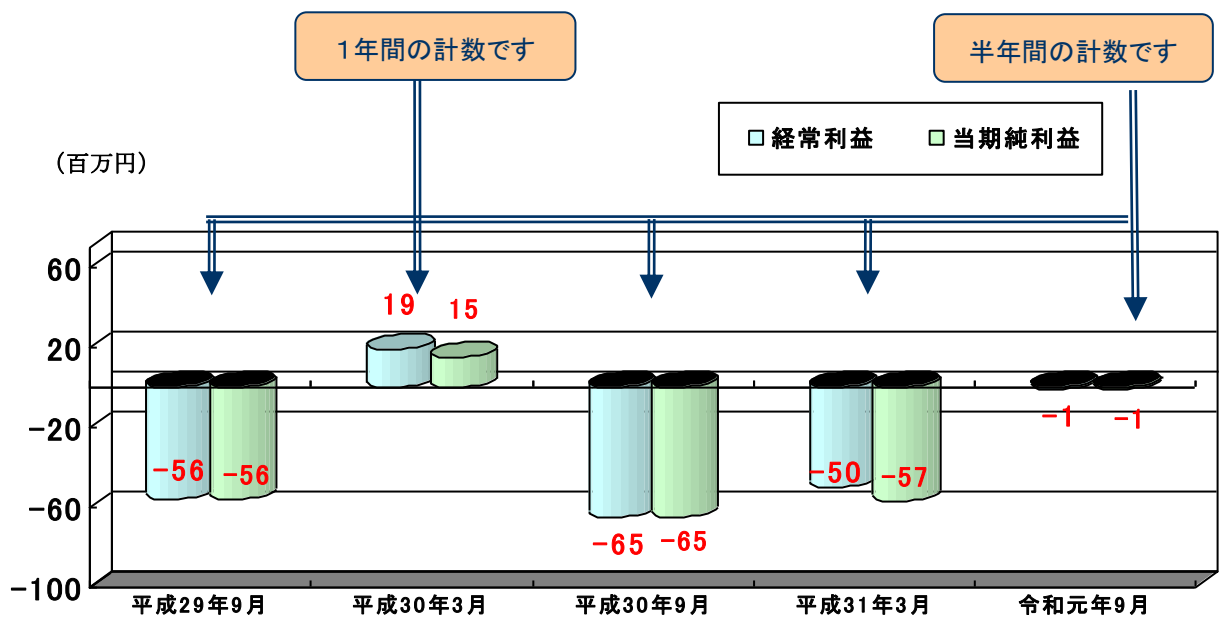 １年間の計数です
半年間の計数です
経常利益
当期純利益
（百万円）
60
20
-20
-60
-100
19
15
-56
-56
-65
-65
-50
-57
-1
-1
平成29年9月
平成30年3月
平成30年9月
平成31年3月
令和元年9月